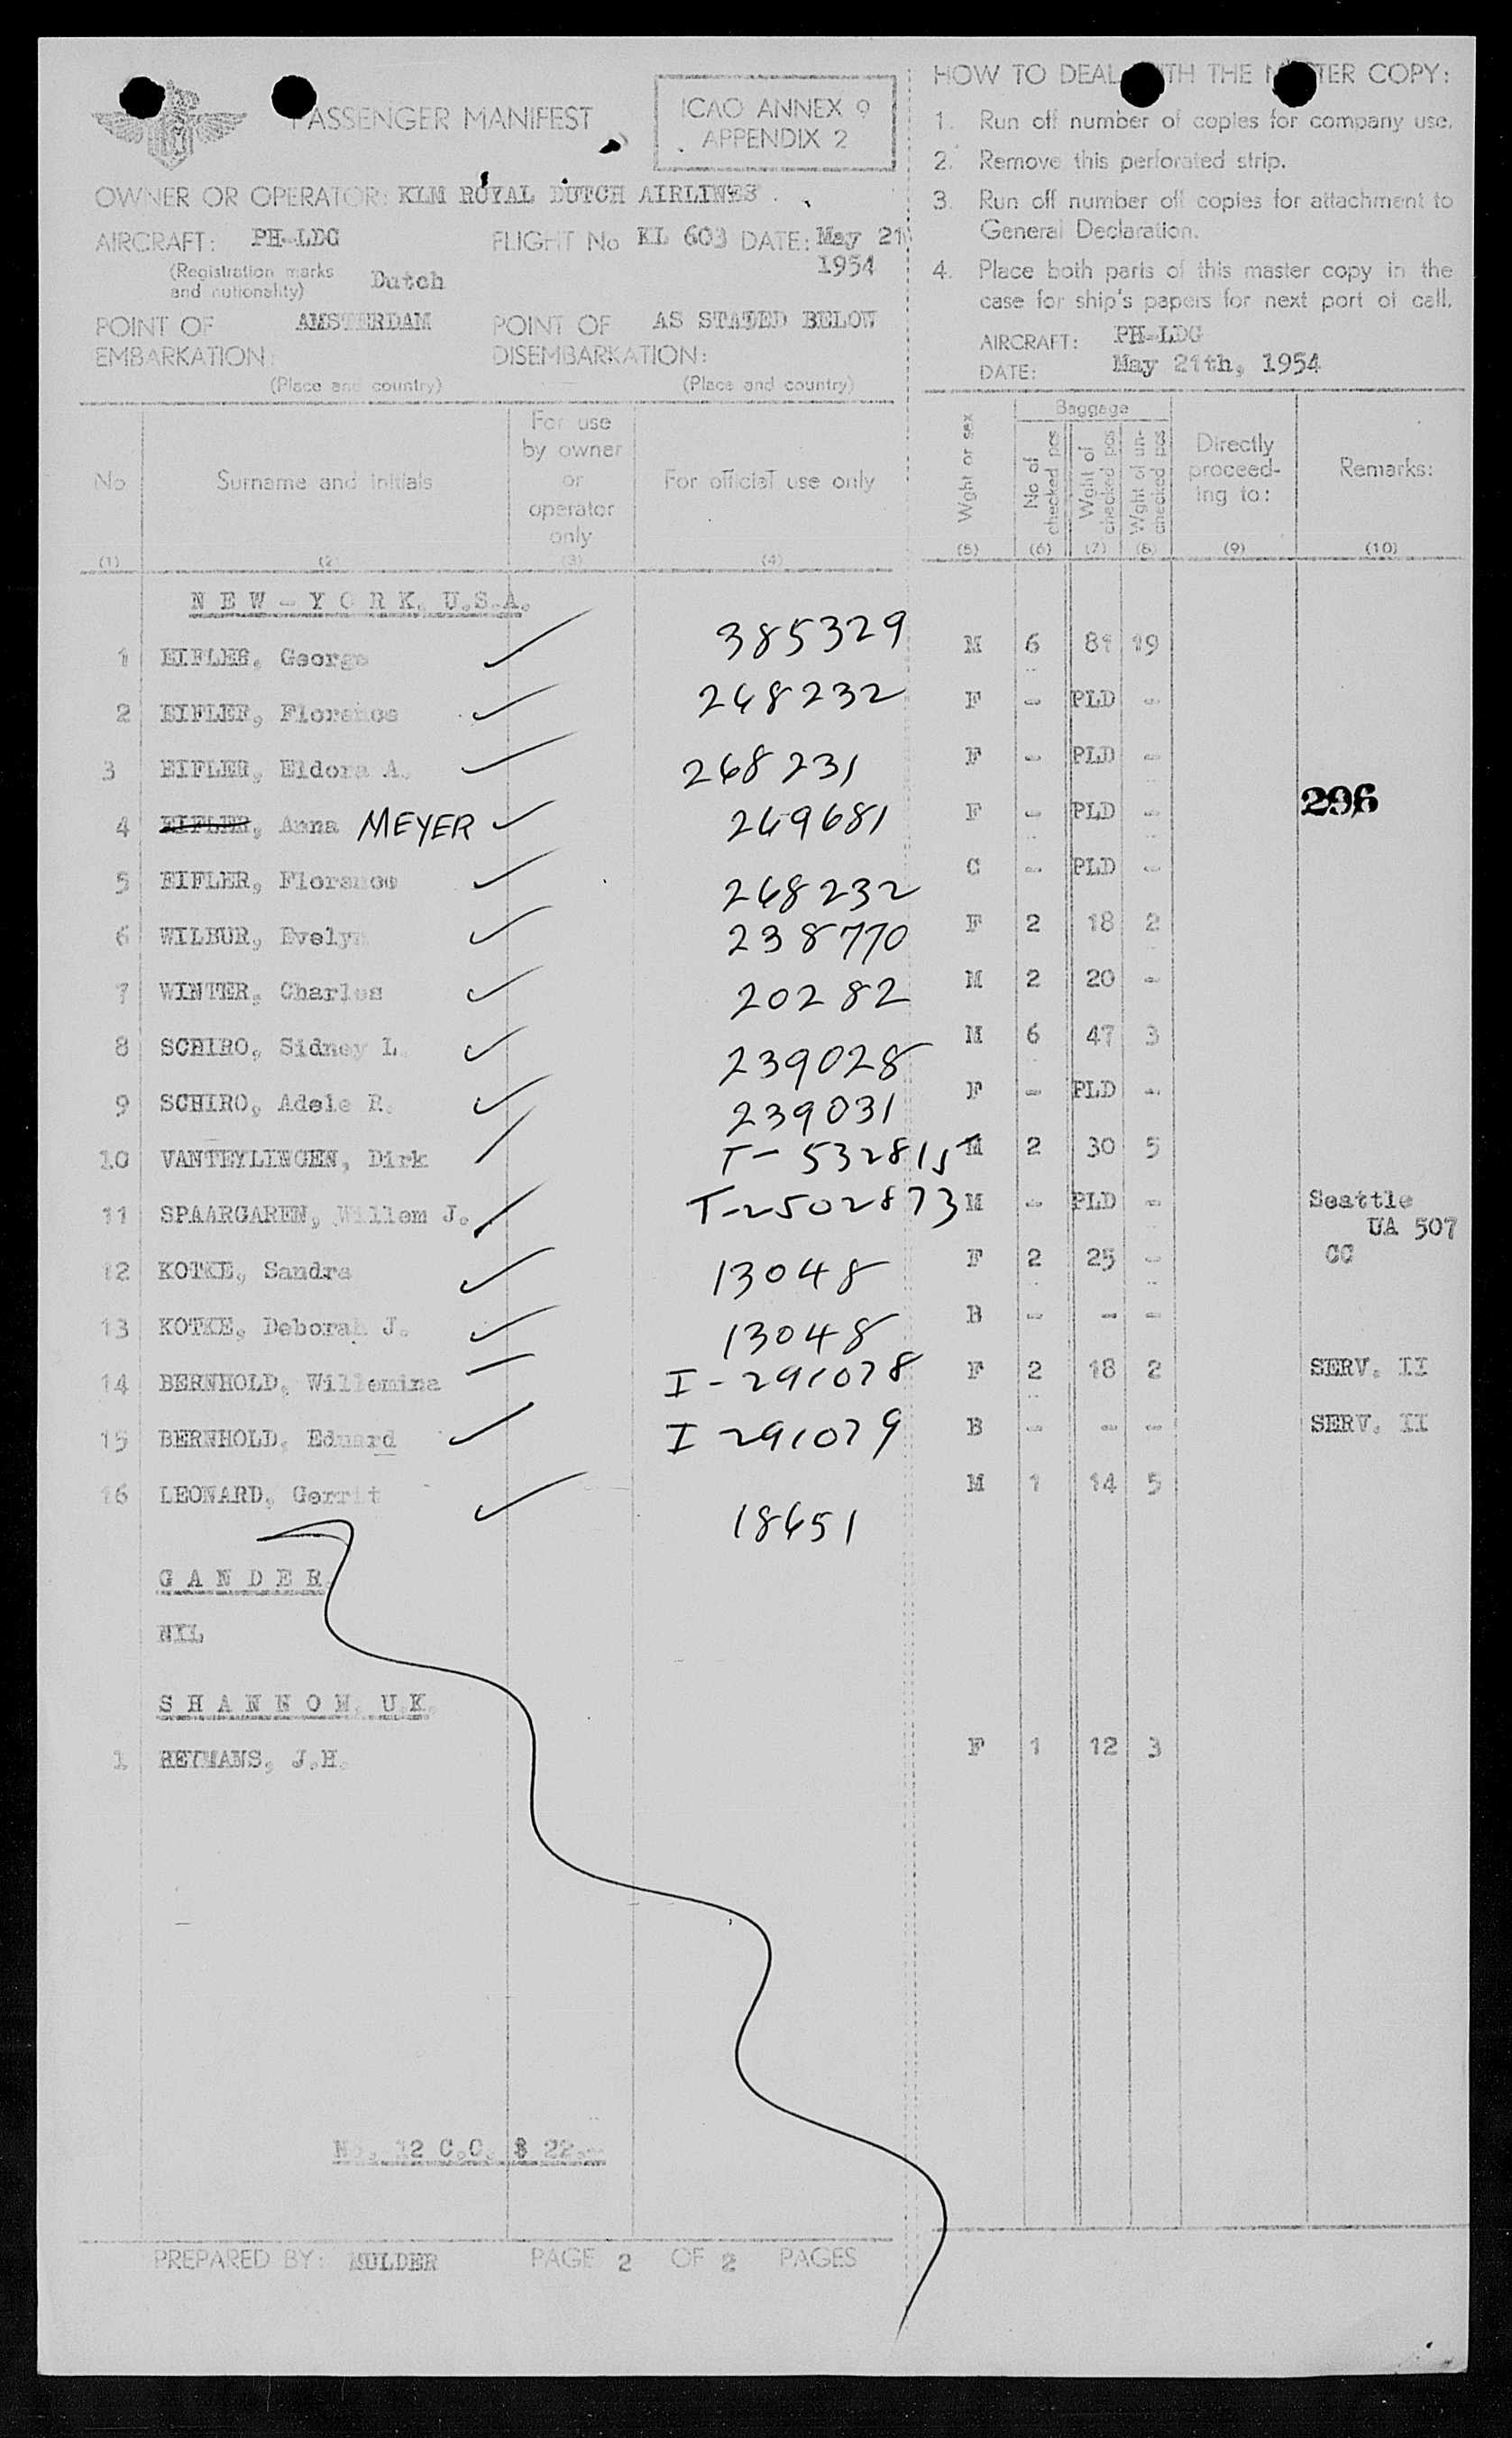 PASSENGER MANIFEST
ICAO ANNEX 9
APPENDIX 2
OWNER OR OPERATOR: KLM ROYAL DUTCH AIRLINES
AIRCRAFT: PH-LDG
FLIGHT No KL 603 DATE: May 21
1954
(Registration marks
and nationality)
Dutch
POINT OF
EMBARKATION:
AMSTERDAM
POINT OF
DISEMBARKATION:
AS STATED BELOW
(Place and country)
(Place and country)
HOW TO DEAL WITH THE MASTER COPY:
1. Run off number of copies for company use.
2. Remove this perforated strip.
3. Run off number off copies for attachment to
General Declaration.
4. Place both parts of this master copy in the
case for ship's papers for next port of call.
AIRCRAFT: PH-LDG
DATE: May 21th, 1954
No
(1)
Surname and initials
(2)
For use
by owner
or
operator
only
(3)
For official use only
(4)
Wght or sex
(5)
Baggage
No of
checked pcs
(6)
Wght of
checked pcs
(7)
Wght of un-
checked pcs
(8)
Directly
proceed-
ing to:
(9)
Remarks:
(10)
NEW-YORK, U.S.A.
1 EIFLER, George 385329 M 6 81 19
2 EIFLER, Florence 268232 F - PLD -
3 EIFLER, Eldora A. 268231 F - PLD -
296
4 EIFLER, Anna MEYER 269681 F - PLD -
5 EIFLER, Florence 268232 C - PLD -
6 WILBUR, Evelyn 238770 F 2 18 2
7 WINTER, Charles 20282 M 2 20 -
8 SCHIRO, Sidney L. 239028 M 6 47 3
9 SCHIRO, Adele R. 239031 F - PLD -
10 VANTEYLINGEN, Dirk T-532815 M 2 30 5
11 SPAARGAREN, Willem J. T-2502873 M - PLD - Seattle
UA 507
12 KOTKE, Sandra 13048 F 2 25 - CC
13 KOTKE, Deborah J. 13048 B - - -
14 BERNHOLD, Willemina I-291078 F 2 18 2 SERV. II
15 BERNHOLD, Eduard I 291079 B - - - SERV. II
16 LEONARD, Gerrit 18651 M 1 14 5
GANDER
NIL
SHANNON, U.K.
1 REYMANS, J.H. F 1 12 3
No. 12 C.C. $ 22.--
PREPARED BY: MULDER PAGE 2 OF 2 PAGES